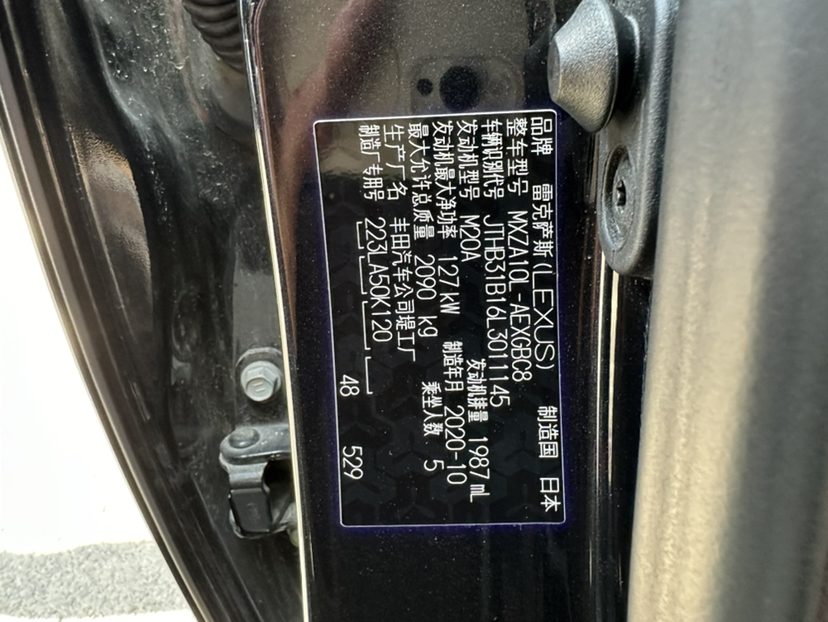 品牌 雷克萨斯(LEXUS) 制造国 日本
整车型号 MXZA10L-AEXGBC8
车辆识别代号 JTHB31B16L3011145
发动机型号 M20A 发动机排量 1987 mL
发动机最大净功率 127 kW 制造年月 2020-10
最大允许总质量 2090 kg 乘坐人数 5
生产厂名 丰田汽车公司堤工厂
制造厂专用号 223LA50K120
48 529